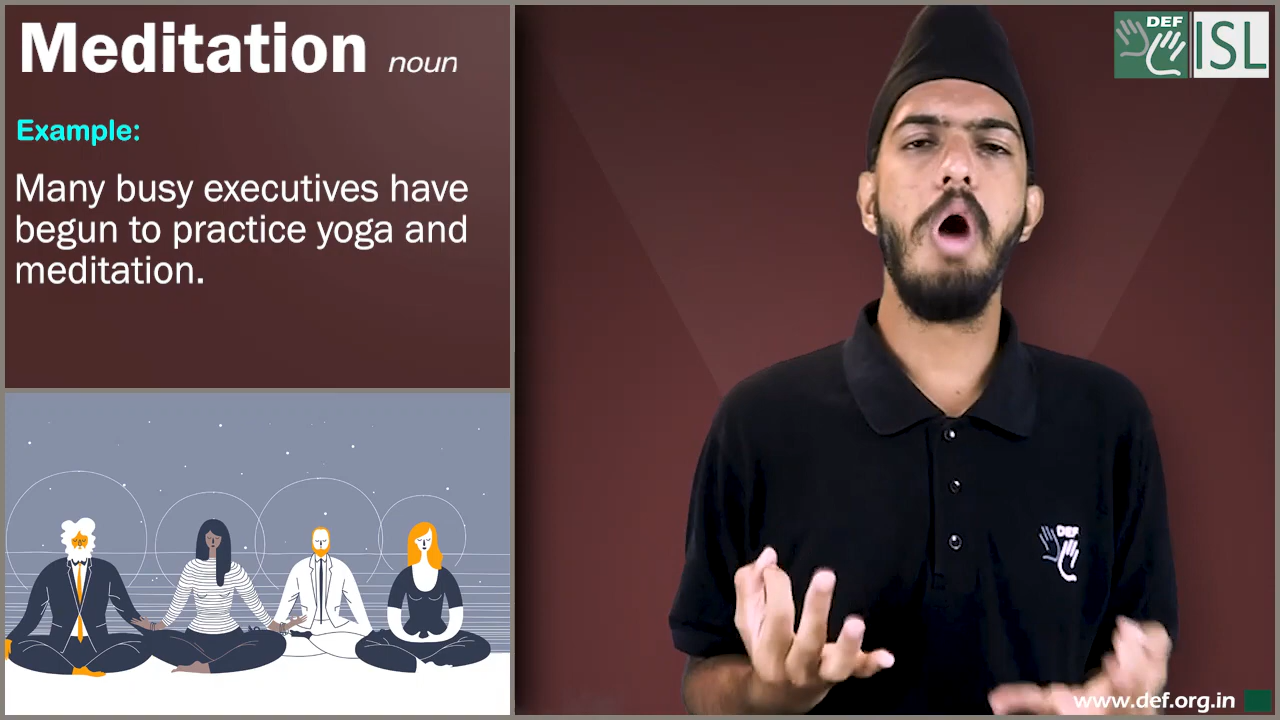 Meditation noun
Example:
Many busy executives have
begun to practice yoga and
meditation.
DEF
ISL
DEF
www.def.org.in